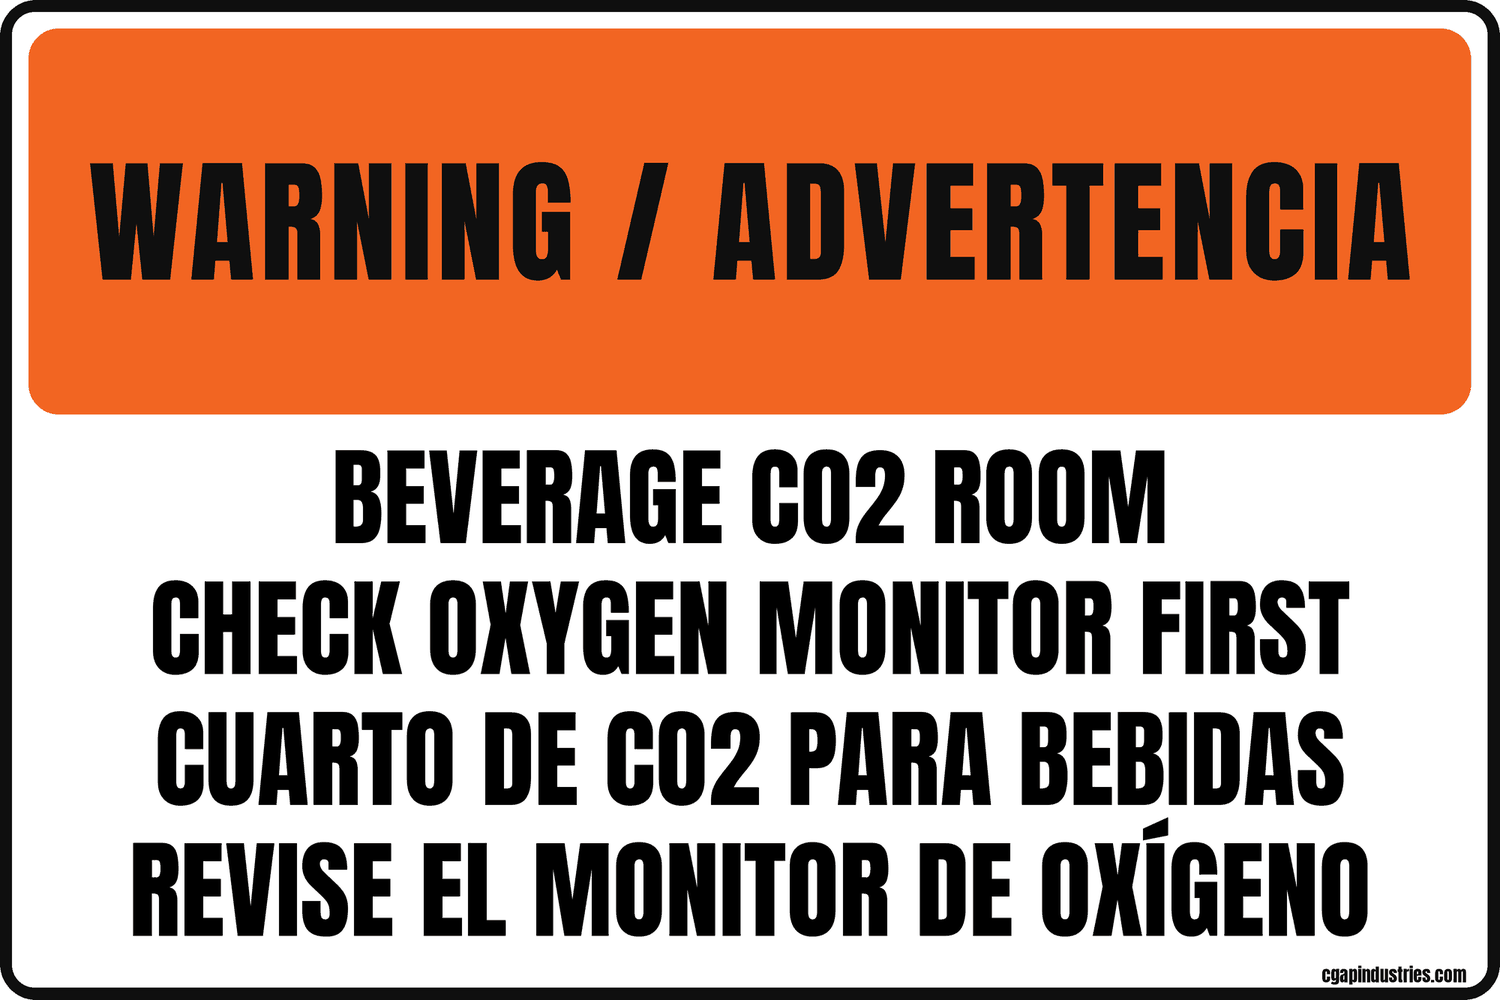 WARNING / ADVERTENCIA
BEVERAGE CO2 ROOM
CHECK OXYGEN MONITOR FIRST
CUARTO DE CO2 PARA BEBIDAS
REVISE EL MONITOR DE OXÍGENO
cgapindustries.com